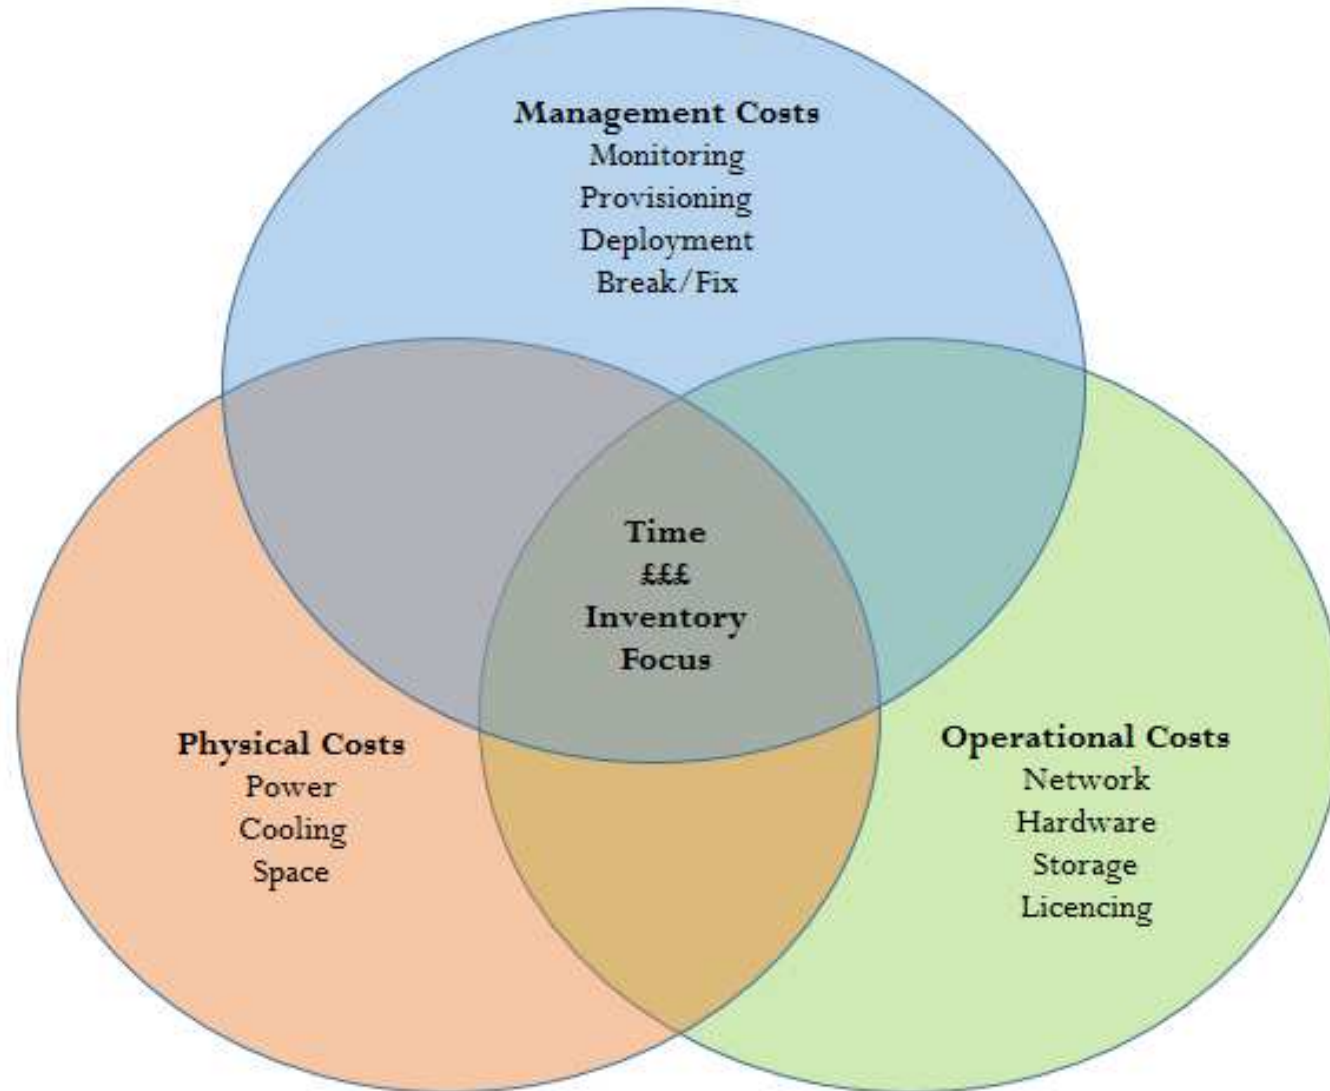 Management Costs
Monitoring
Provisioning
Deployment
Break/Fix
Time
£££
Inventory
Focus
Physical Costs
Power
Cooling
Space
Operational Costs
Network
Hardware
Storage
Licencing